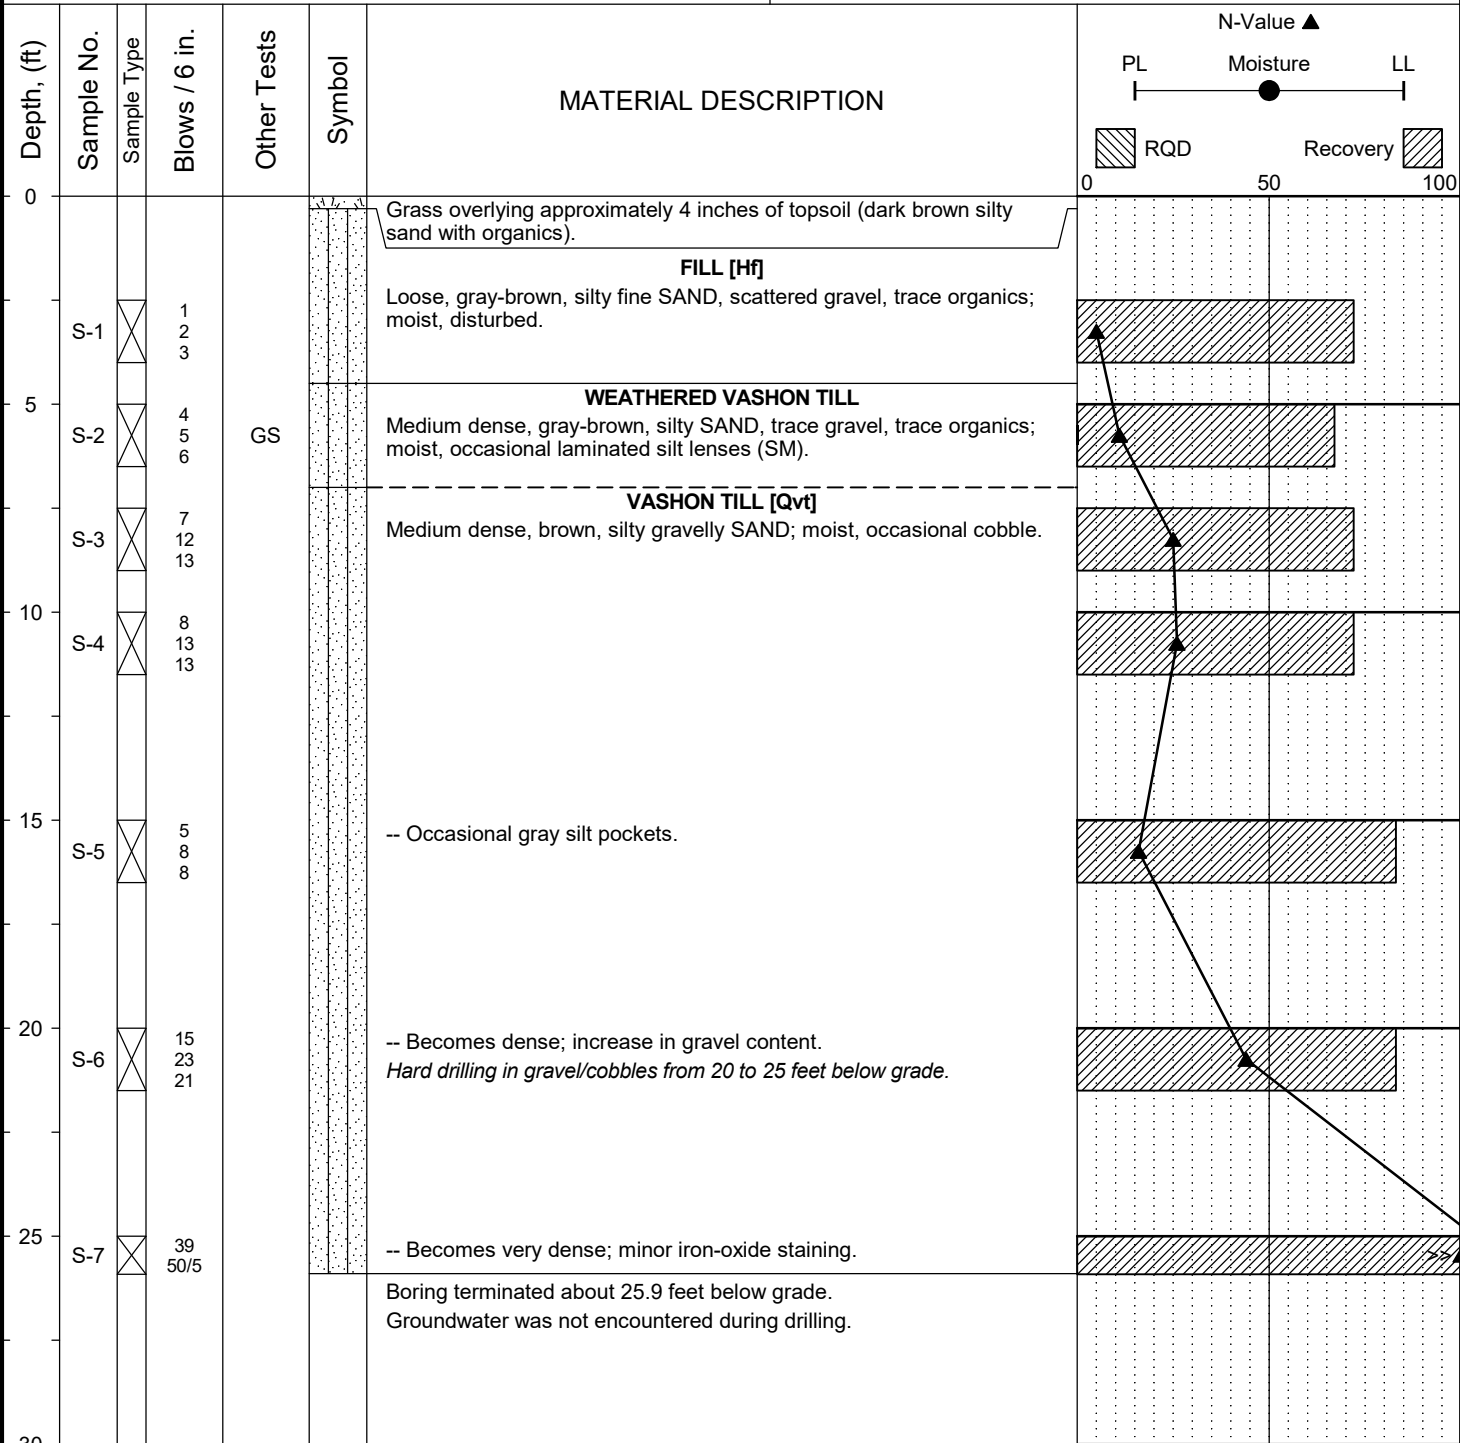 Depth, (ft)
Sample No.
Sample Type
Blows / 6 in.
Other Tests
Symbol
MATERIAL DESCRIPTION
N-Value ▲
PL Moisture LL
RQD Recovery
0 50 100
0
Grass overlying approximately 4 inches of topsoil (dark brown silty
sand with organics).
FILL [Hf]
Loose, gray-brown, silty fine SAND, scattered gravel, trace organics;
moist, disturbed.
S-1
1
2
3
WEATHERED VASHON TILL
5
Medium dense, gray-brown, silty SAND, trace gravel, trace organics;
moist, occasional laminated silt lenses (SM).
S-2
4
5
6
GS
VASHON TILL [Qvt]
Medium dense, brown, silty gravelly SAND; moist, occasional cobble.
S-3
7
12
13
10
S-4
8
13
13
15
S-5
5
8
8
-- Occasional gray silt pockets.
20
S-6
15
23
21
-- Becomes dense; increase in gravel content.
Hard drilling in gravel/cobbles from 20 to 25 feet below grade.
25
S-7
39
50/5
-- Becomes very dense; minor iron-oxide staining.
>>▲
Boring terminated about 25.9 feet below grade.
Groundwater was not encountered during drilling.
30